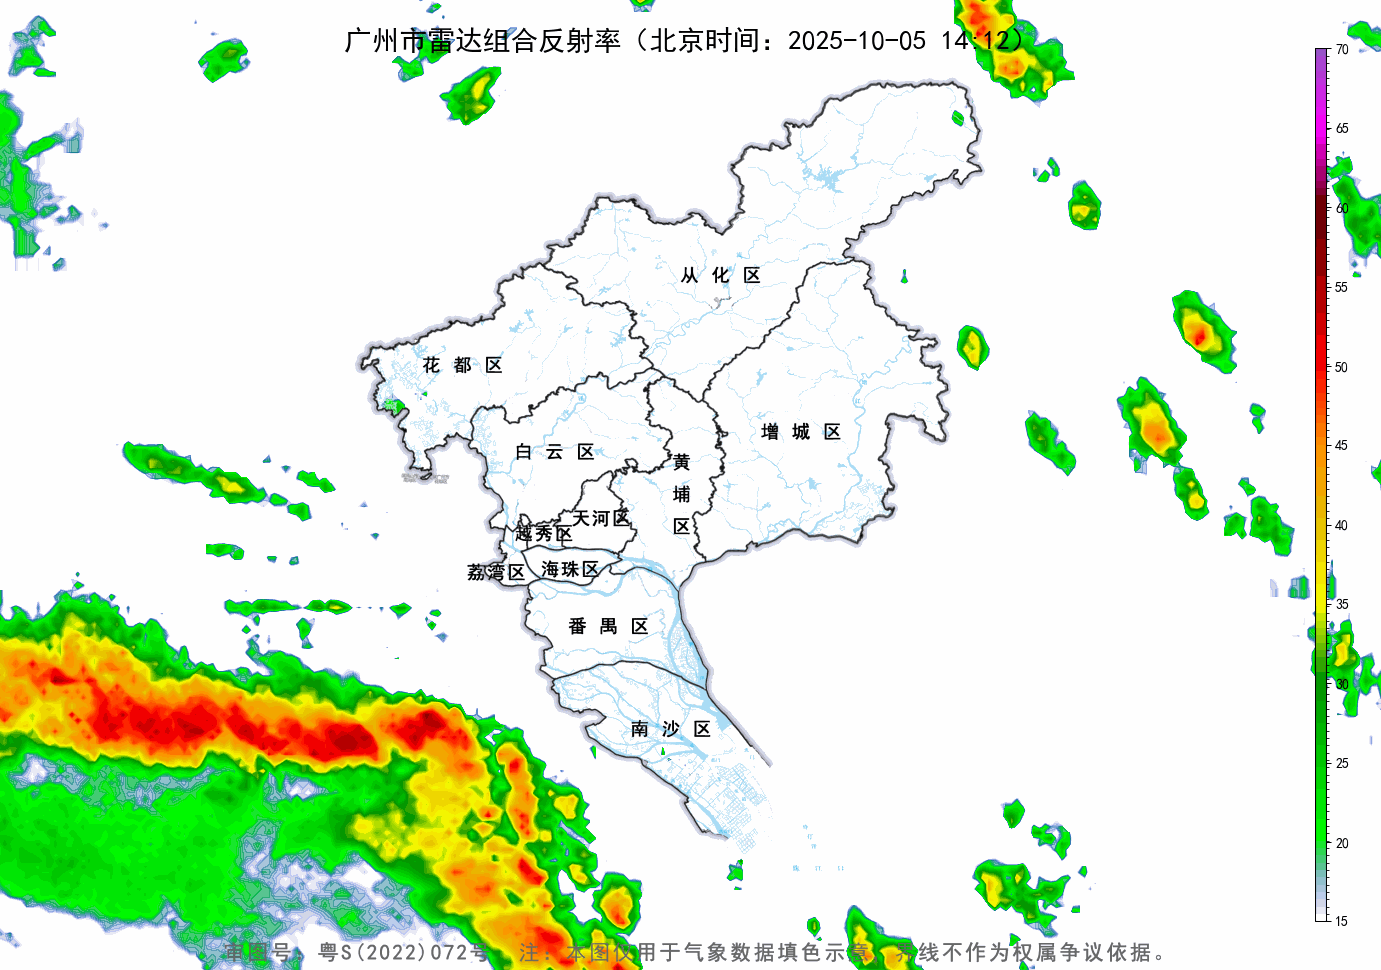 广州市雷达组合反射率（北京时间：2025-10-05 14:12）
70
65
60
55
50
45
40
35
30
25
20
15
从化区
花都区
增城区
白云区
黄埔区
天河区
越秀区
海珠区
荔湾区
番禺区
南沙区
审图号：粤S(2022)072号 注：本图仅用于气象数据填色示意，界线不作为权属争议依据。